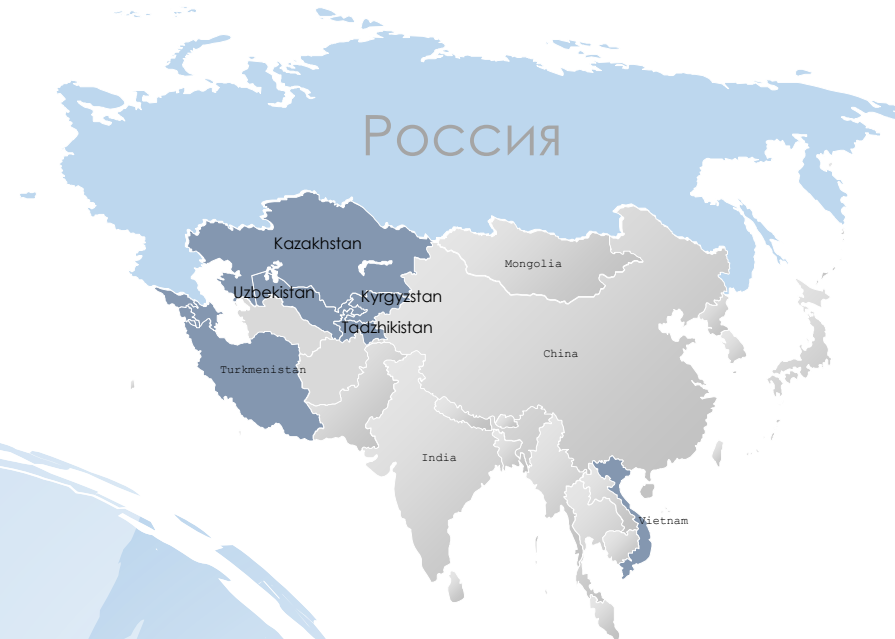 Россия
Kazakhstan
Mongolia
Uzbekistan
Kyrgyzstan
Tadzhikistan
China
Turkmenistan
India
Vietnam